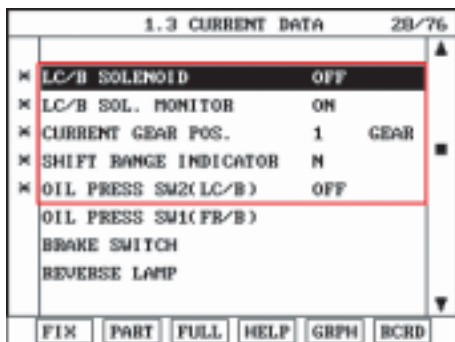 1.3 CURRENT DATA 28/76
× LC/B SOLENOID OFF
× LC/B SOL. MONITOR ON
× CURRENT GEAR POS. 1 GEAR
× SHIFT RANGE INDICATOR N
× OIL PRESS SW2(LC/B) OFF
OIL PRESS SW1(FR/B)
BRAKE SWITCH
REVERSE LAMP
FIX PART FULL HELP GRPH RCRD